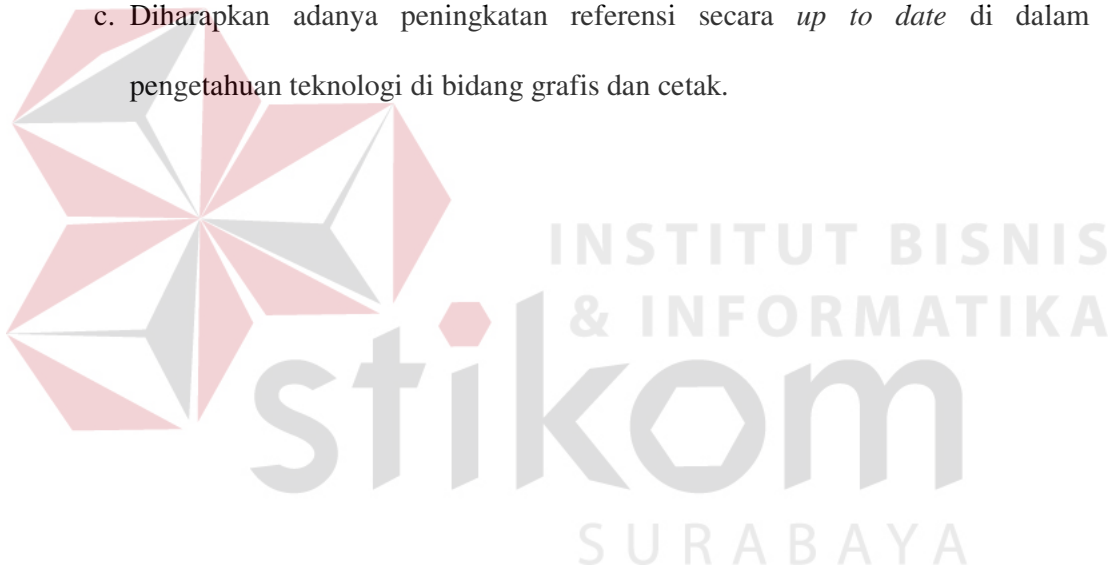 c. Diharapkan adanya peningkatan referensi secara up to date di dalam
pengetahuan teknologi di bidang grafis dan cetak.
INSTITUT BISNIS
& INFORMATIKA
stikom
SURABAYA